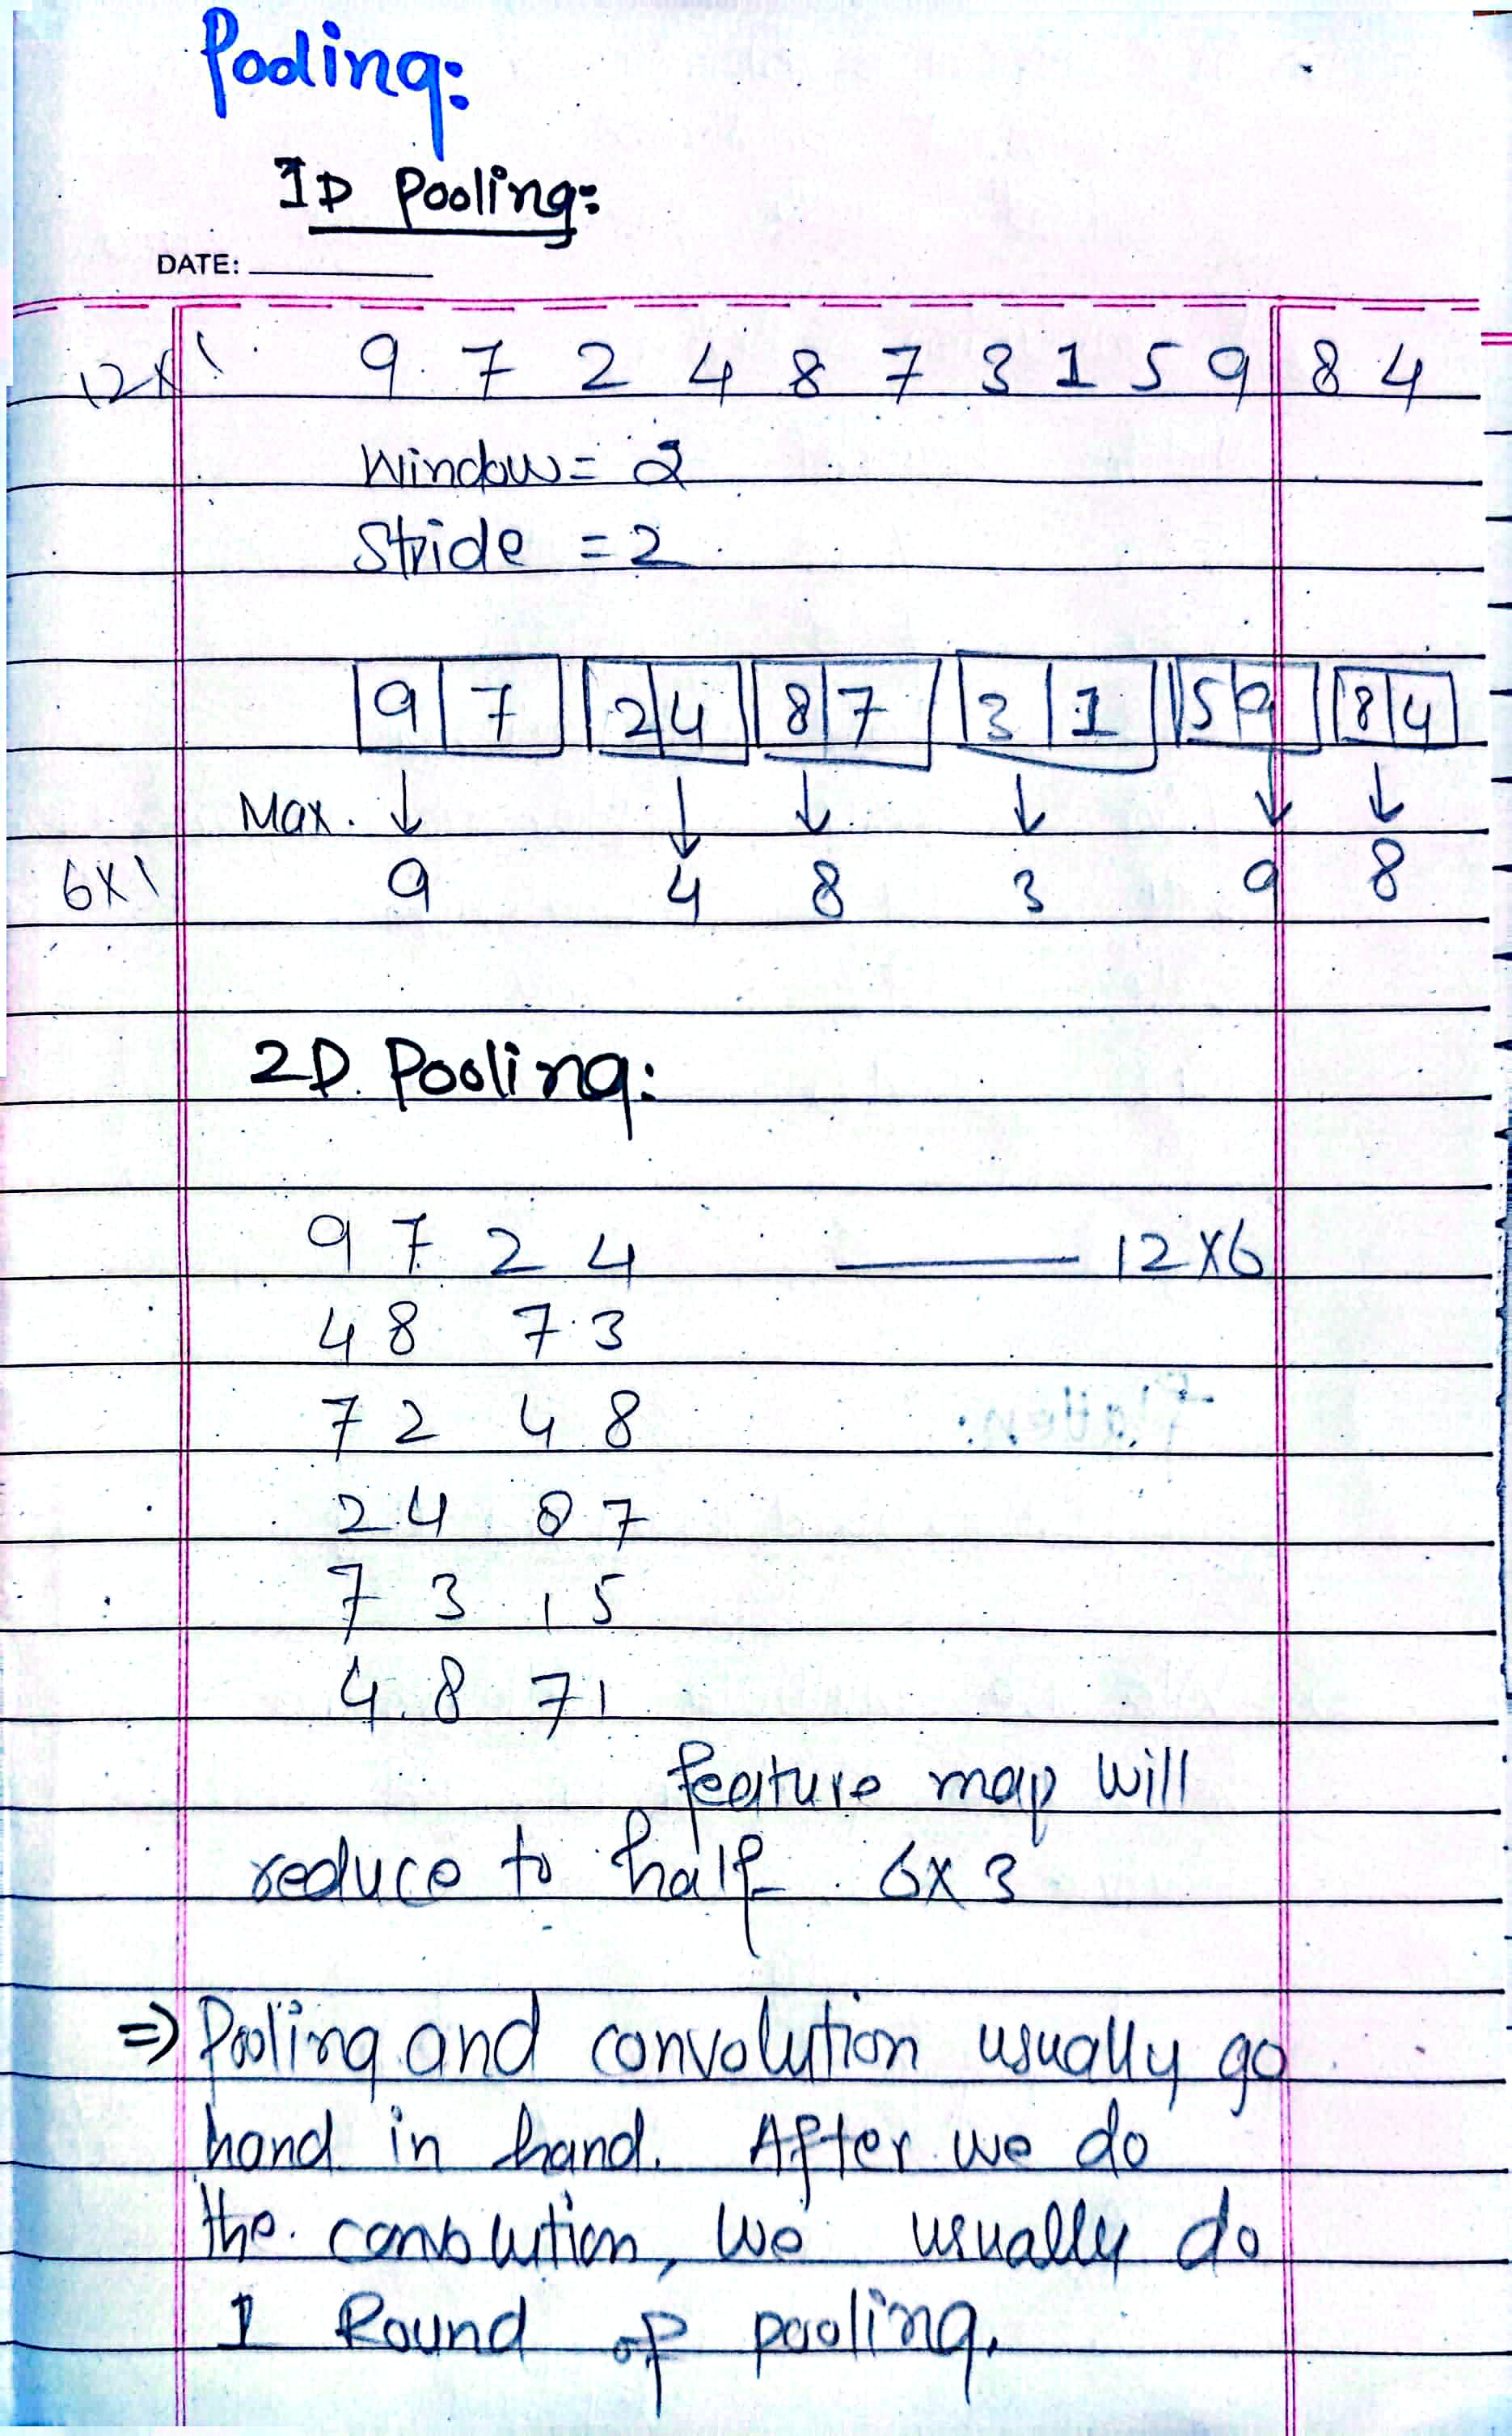 Pooling:
1D Pooling:
DATE:
12x1 9 7 2 4 8 7 3 1 5 9 8 4
Window = 2
Stride = 2
9 7 2 4 8 7 3 1 5 9 8 4
Max.
6x1 9 4 8 3 9 8
2D Pooling:
9 7 2 4 12x6
4 8 7 3
7 2 4 8
2 4 8 7
7 3 1 5
4 8 7 1
feature map will
reduce to half 6x3
=> Pooling and convolution usually go
hand in hand. After we do
the convolution, we usually do
1 Round of pooling.